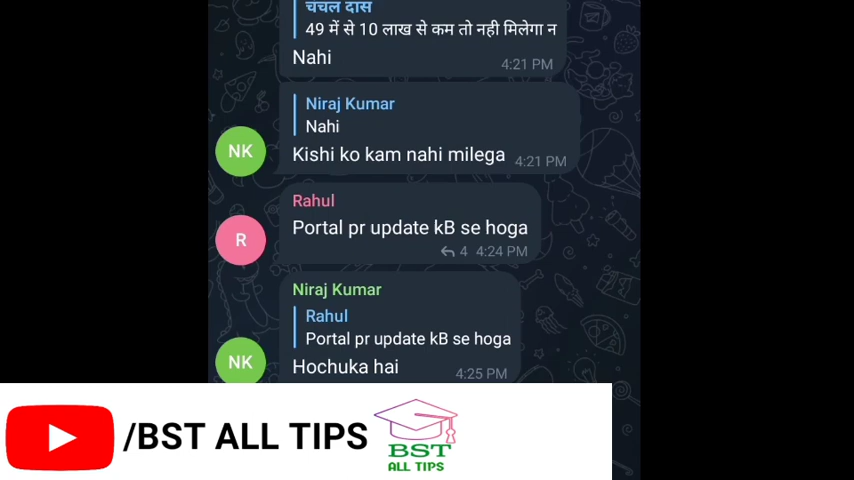 चंचल दास
49 में से 10 लाख से कम तो नही मिलेगा न
Nahi
4:21 PM
Niraj Kumar
Nahi
NK
Kishi ko kam nahi milega
4:21 PM
Rahul
R
Portal pr update kB se hoga
4 4:24 PM
Niraj Kumar
Rahul
Portal pr update kB se hoga
NK
Hochuka hai
4:25 PM
/BST ALL TIPS
BST
ALL TIPS